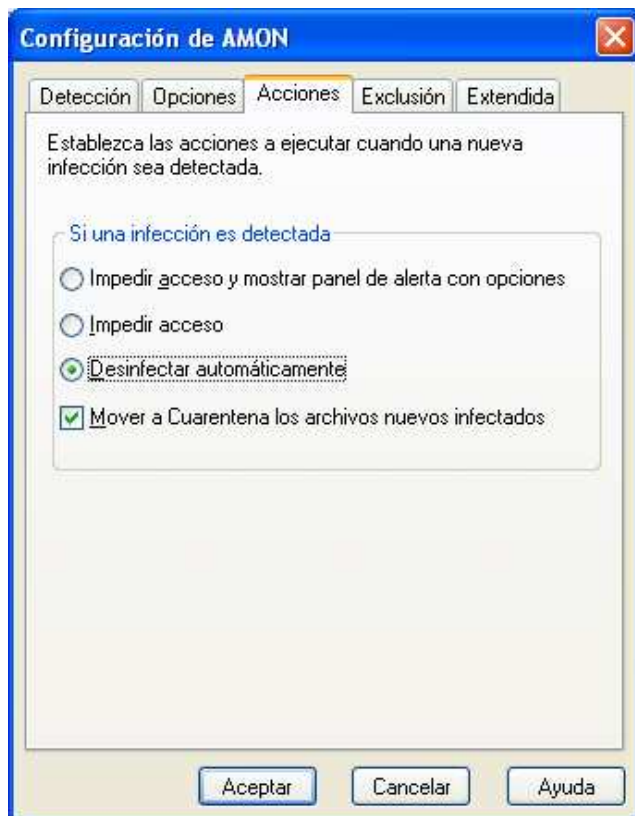 Configuración de AMON
Detección Opciones Acciones Exclusión Extendida
Establezca las acciones a ejecutar cuando una nueva
infección sea detectada.
Si una infección es detectada
Impedir acceso y mostrar panel de alerta con opciones
Impedir acceso
Desinfectar automáticamente
Mover a Cuarentena los archivos nuevos infectados
Aceptar Cancelar Ayuda